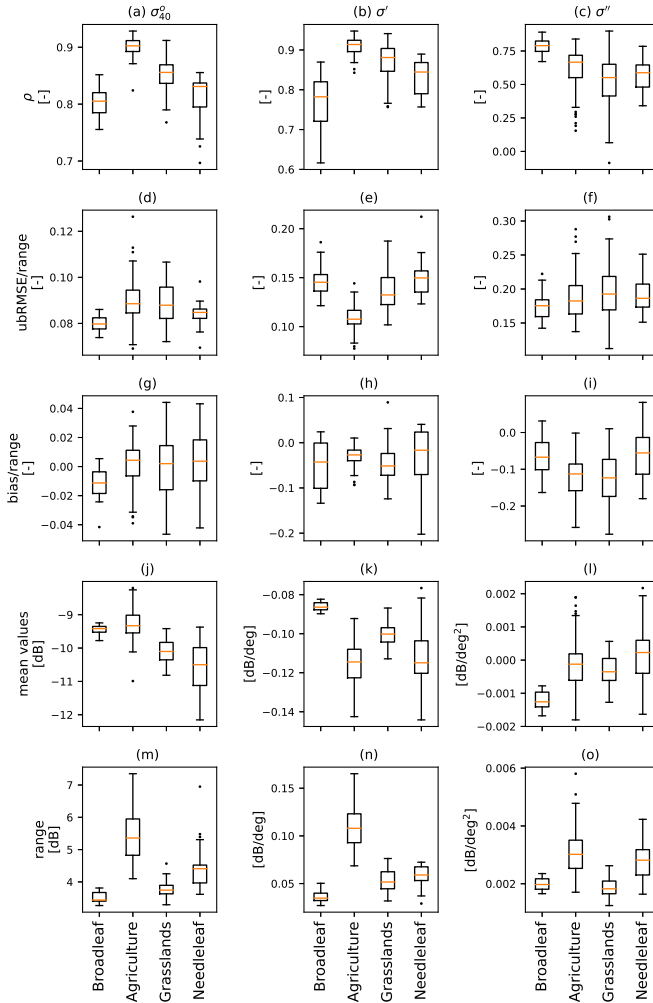 (a) σ°₄₀ (b) σ′ (c) σ′′
0.9
0.8
0.7
ρ
[-]
0.9
0.8
0.7
0.6
[-]
0.75
0.50
0.25
0.00
[-]
(d) (e) (f)
0.12
0.10
0.08
ubRMSE/range
[-]
0.20
0.15
0.10
[-]
0.30
0.25
0.20
0.15
[-]
(g) (h) (i)
0.04
0.02
0.00
−0.02
−0.04
bias/range
[-]
0.1
0.0
−0.1
−0.2
[-]
0.0
−0.1
−0.2
[-]
(j) (k) (l)
−9
−10
−11
−12
mean values
[dB]
−0.08
−0.10
−0.12
−0.14
[dB/deg]
0.002
0.001
0.000
−0.001
−0.002
[dB/deg²]
(m) (n) (o)
7
6
5
4
range
[dB]
0.15
0.10
0.05
[dB/deg]
0.006
0.004
0.002
[dB/deg²]
Broadleaf
Agriculture
Grasslands
Needleleaf
Broadleaf
Agriculture
Grasslands
Needleleaf
Broadleaf
Agriculture
Grasslands
Needleleaf